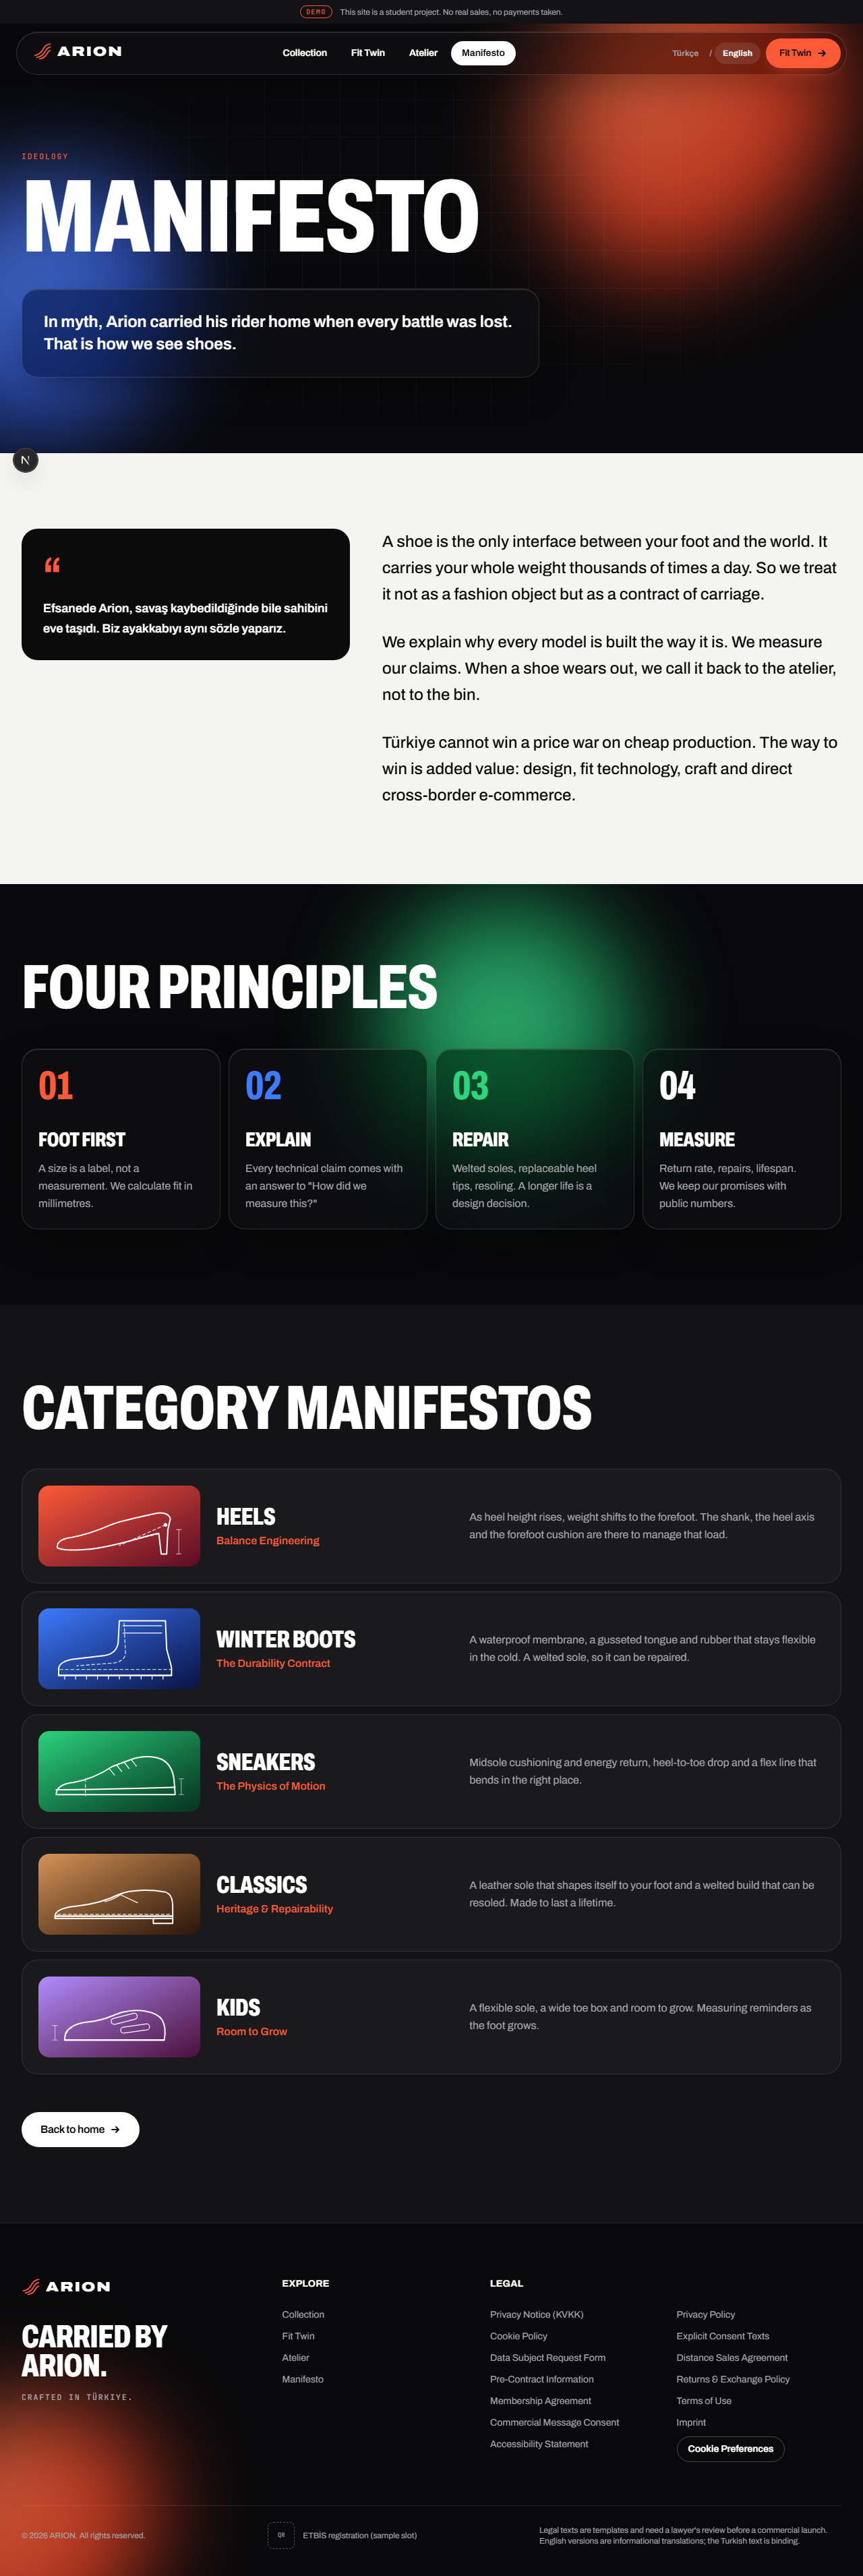 DEMO This site is a student project. No real sales, no payments taken.
ARION Collection Fit Twin Atelier Manifesto Türkçe / English Fit Twin →
IDEOLOGY
MANIFESTO
In myth, Arion carried his rider home when every battle was lost.
That is how we see shoes.
N
“
Efsanede Arion, savaş kaybedildiğinde bile sahibini
eve taşıdı. Biz ayakkabıyı aynı sözle yaparız.
A shoe is the only interface between your foot and the world. It
carries your whole weight thousands of times a day. So we treat
it not as a fashion object but as a contract of carriage.
We explain why every model is built the way it is. We measure
our claims. When a shoe wears out, we call it back to the atelier,
not to the bin.
Türkiye cannot win a price war on cheap production. The way to
win is added value: design, fit technology, craft and direct
cross-border e-commerce.
FOUR PRINCIPLES
01
FOOT FIRST
A size is a label, not a
measurement. We calculate fit in
millimetres.
02
EXPLAIN
Every technical claim comes with
an answer to "How did we
measure this?"
03
REPAIR
Welted soles, replaceable heel
tips, resoling. A longer life is a
design decision.
04
MEASURE
Return rate, repairs, lifespan.
We keep our promises with
public numbers.
CATEGORY MANIFESTOS
HEELS
Balance Engineering
As heel height rises, weight shifts to the forefoot. The shank, the heel axis
and the forefoot cushion are there to manage that load.
WINTER BOOTS
The Durability Contract
A waterproof membrane, a gusseted tongue and rubber that stays flexible
in the cold. A welted sole, so it can be repaired.
SNEAKERS
The Physics of Motion
Midsole cushioning and energy return, heel-to-toe drop and a flex line that
bends in the right place.
CLASSICS
Heritage & Repairability
A leather sole that shapes itself to your foot and a welted build that can be
resoled. Made to last a lifetime.
KIDS
Room to Grow
A flexible sole, a wide toe box and room to grow. Measuring reminders as
the foot grows.
Back to home →
ARION
CARRIED BY
ARION.
CRAFTED IN TÜRKIYE.
EXPLORE
Collection
Fit Twin
Atelier
Manifesto
LEGAL
Privacy Notice (KVKK)
Cookie Policy
Data Subject Request Form
Pre-Contract Information
Membership Agreement
Commercial Message Consent
Accessibility Statement
Privacy Policy
Explicit Consent Texts
Distance Sales Agreement
Returns & Exchange Policy
Terms of Use
Imprint
Cookie Preferences
© 2026 ARION. All rights reserved.
QR ETBİS registration (sample slot)
Legal texts are templates and need a lawyer's review before a commercial launch.
English versions are informational translations; the Turkish text is binding.